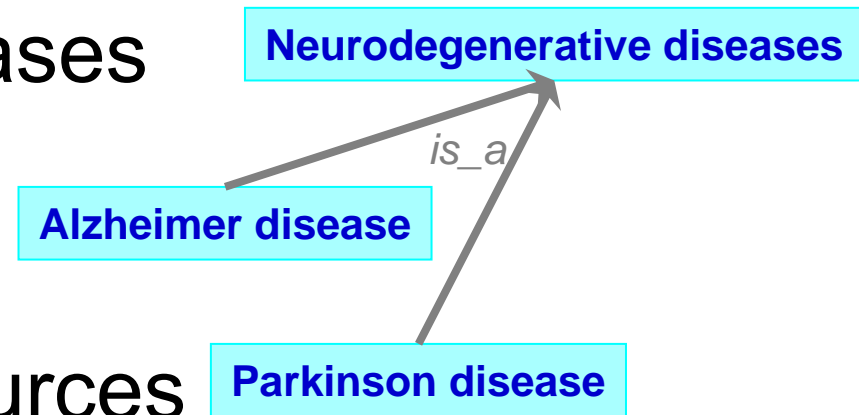 Neurodegenerative diseases
ases
is_a
Alzheimer disease
urces
Parkinson disease